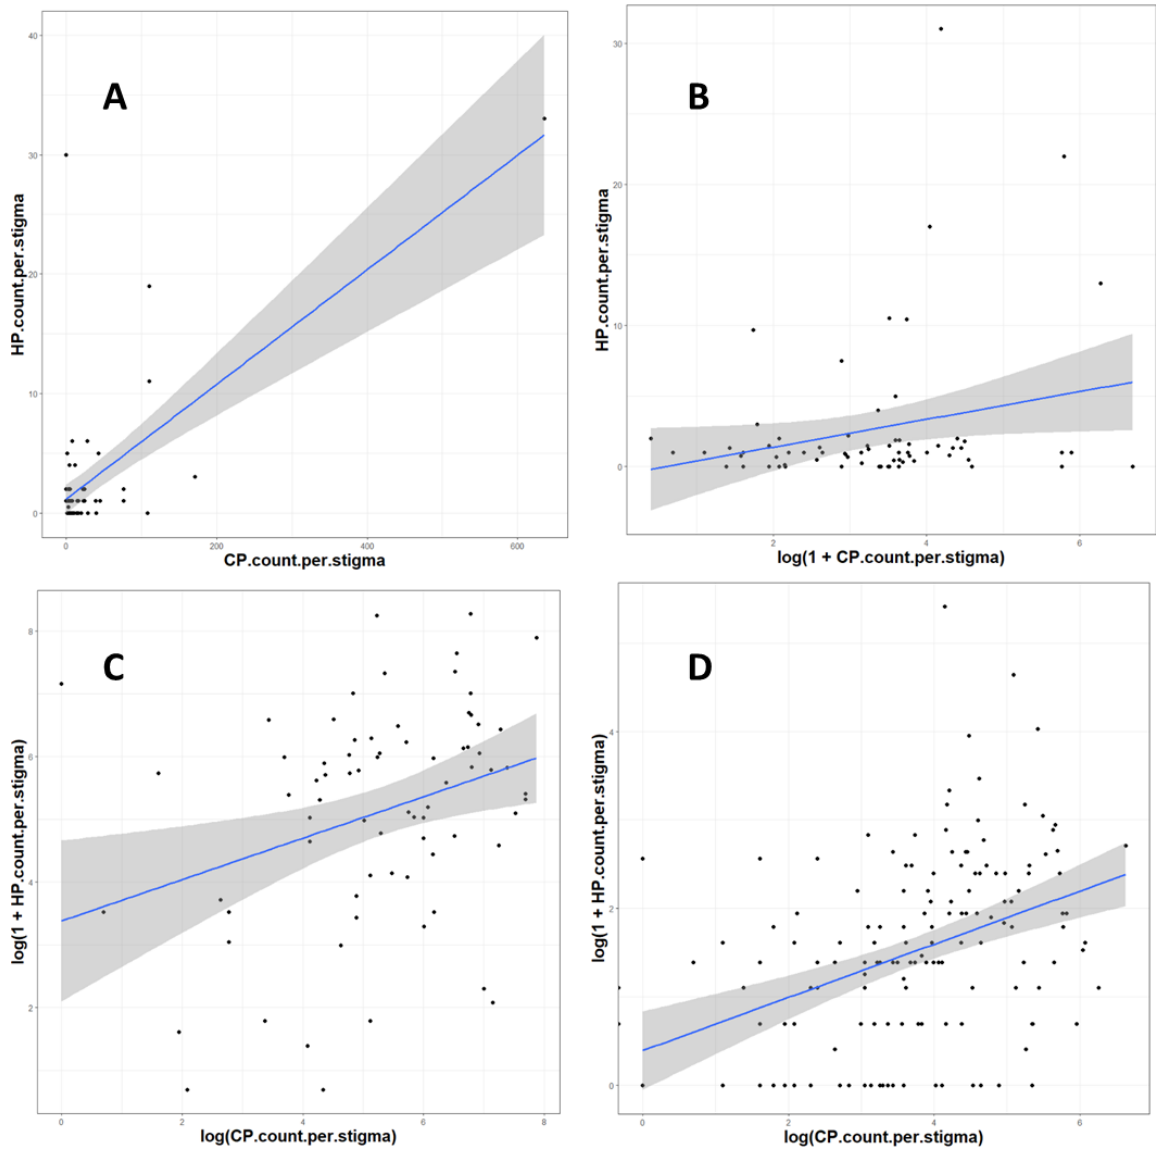 A
HP.count.per.stigma
40
30
20
10
0
0 200 400 600
CP.count.per.stigma
B
HP.count.per.stigma
30
20
10
0
2 4 6
log(1 + CP.count.per.stigma)
C
log(1 + HP.count.per.stigma)
8
6
4
2
0 2 4 6 8
log(CP.count.per.stigma)
D
log(1 + HP.count.per.stigma)
4
2
0
0 2 4 6
log(CP.count.per.stigma)